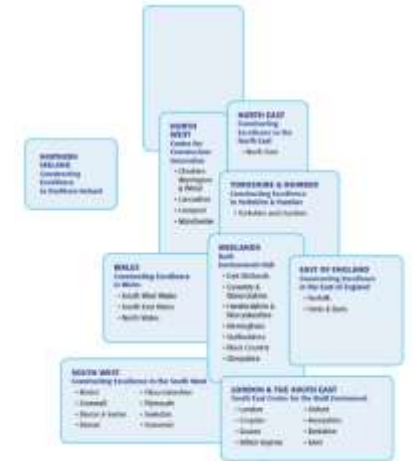 NORTH EAST
Constructing
Excellence in the
North East
• North East
NORTH
WEST
Centre for
Construction
Innovation
• Cheshire
Warrington
& Wirral
• Lancashire
• Liverpool
• Manchester
NORTHERN
IRELAND
Constructing
Excellence
in Northern Ireland
YORKSHIRE & HUMBER
Constructing Excellence
in Yorkshire & Humber
• Yorkshire and Humber
MIDLANDS
Built
Environment Hub
• East Midlands
• Coventry &
Warwickshire
• Herefordshire &
Worcestershire
• Birmingham
• Staffordshire
• Black Country
• Shropshire
WALES
Constructing Excellence
in Wales
• South West Wales
• South East Wales
• North Wales
EAST OF ENGLAND
Constructing Excellence
in the East of England
• Norfolk
• Herts & Beds
SOUTH WEST
Constructing Excellence in the South West
• Bristol
• Cornwall
• Devon & Exeter
• Dorset
• Gloucestershire
• Plymouth
• Swindon
• Somerset
LONDON & THE SOUTH EAST
South East Centre for the Built Environment
• London
• Croydon
• Sussex
• Milton Keynes
• Oxford
• Hampshire
• Berkshire
• Kent